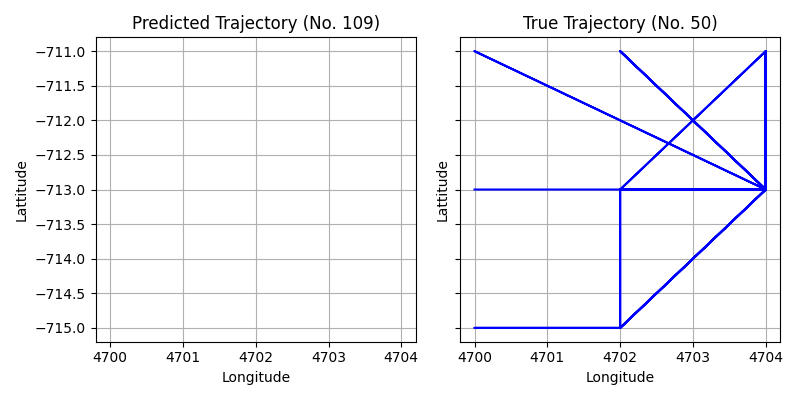 Predicted Trajectory (No. 109)
True Trajectory (No. 50)
−711.0
−711.5
−712.0
−712.5
−713.0
−713.5
−714.0
−714.5
−715.0
Lattitude
Lattitude
4700 4701 4702 4703 4704
4700 4701 4702 4703 4704
Longitude
Longitude